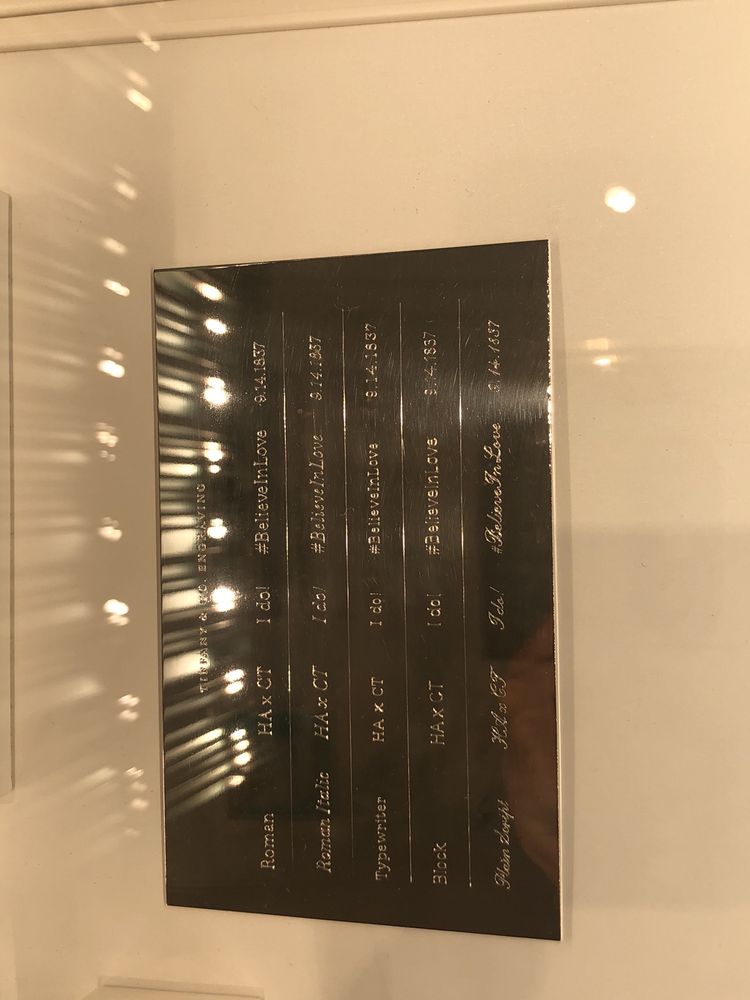 TIFFANY & CO. ENGRAVING
Roman HA x CT I do! #BelieveInLove 9.14.1837
Roman Italic HA x CT I do! #BelieveInLove 9.14.1837
Typewriter HA x CT I do! #BelieveInLove 9.14.1837
Block HA x CT I do! #BelieveInLove 9.14.1837
Plain Script HA x CT I do! #BelieveInLove 9.14.1837